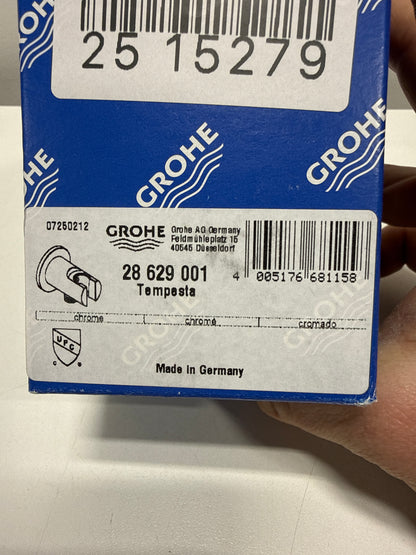 25 15279
GROHE
GROHE
GROHE
07250212
GROHE
Grohe AG Germany
Feldmühleplatz 15
40545 Düsseldorf
28 629 001
Tempesta
4 005176 681158
chrome
chromé
cromado
UPC
Made in Germany